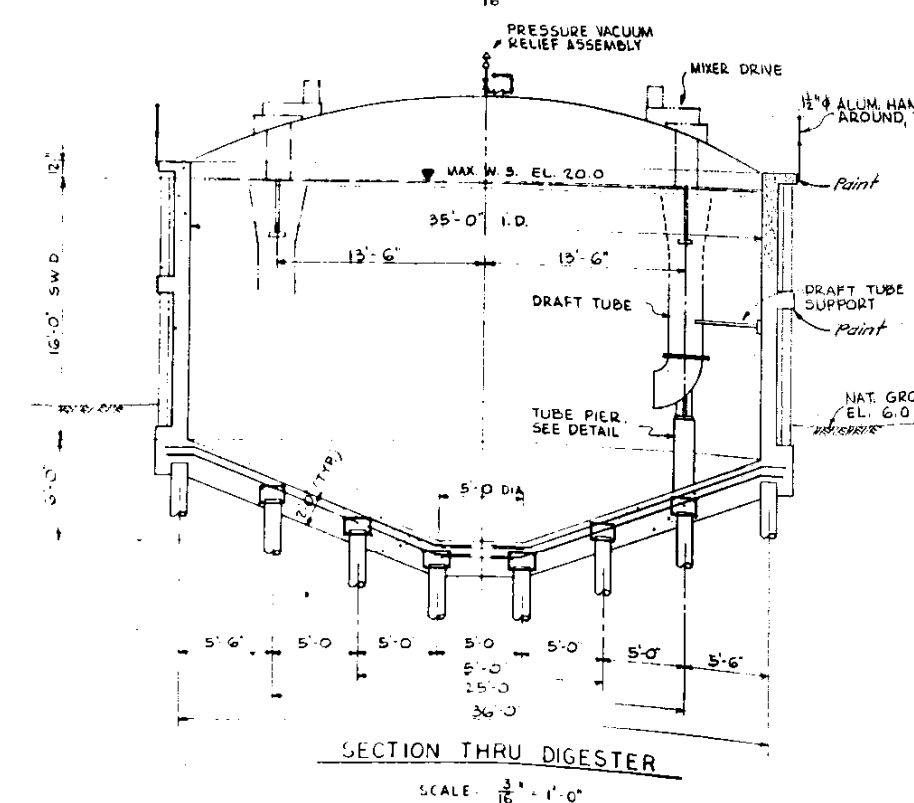 16
PRESSURE VACUUM
RELIEF ASSEMBLY
MIXER DRIVE
1½"⌀ ALUM. HAN
AROUND,
12"
MAX. W. S. EL. 20.0
Paint
35'-0" I.D.
13'-6"
13'-6"
16'-0" SWD
DRAFT TUBE
DRAFT TUBE
SUPPORT
Paint
NAT. GRO
EL. 6.0
TUBE PIER
SEE DETAIL
6'-0"
2'-0" (TYP.)
5'-0 DIA
5'-6" 5'-0 5'-0 5'-0 5'-0" 5'-0" 5'-6"
5'-0"
25'-0
36'-0"
SECTION THRU DIGESTER
SCALE- 3/16" = 1'-0"